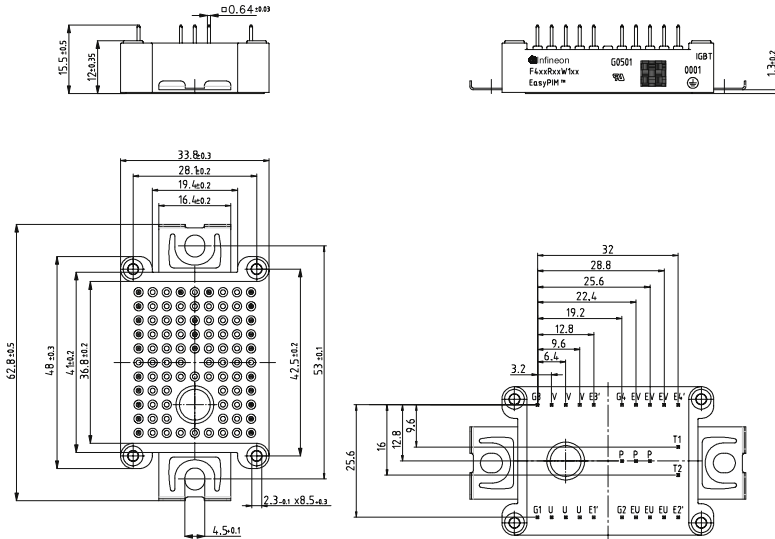 □0.64±0.03
15.5±0.5
12±0.35
infineon
F4xxRxxW1xx
EasyPIM™
G0501
IGBT
0001
1.3±0.2
33.8±0.3
28.1±0.2
19.4±0.2
16.4±0.2
62.8±0.5
48±0.3
41±0.2
36.8±0.2
42.5±0.2
53±0.1
2.3-0.1 x8.5+0.3
4.5+0.1
32
28.8
25.6
22.4
19.2
12.8
9.6
6.4
3.2
G3 V V V E3' G4 EV EV EV E4'
25.6
16
12.8
9.6
T1
P P P
T2
G1 U U U E1' G2 EU EU EU E2'